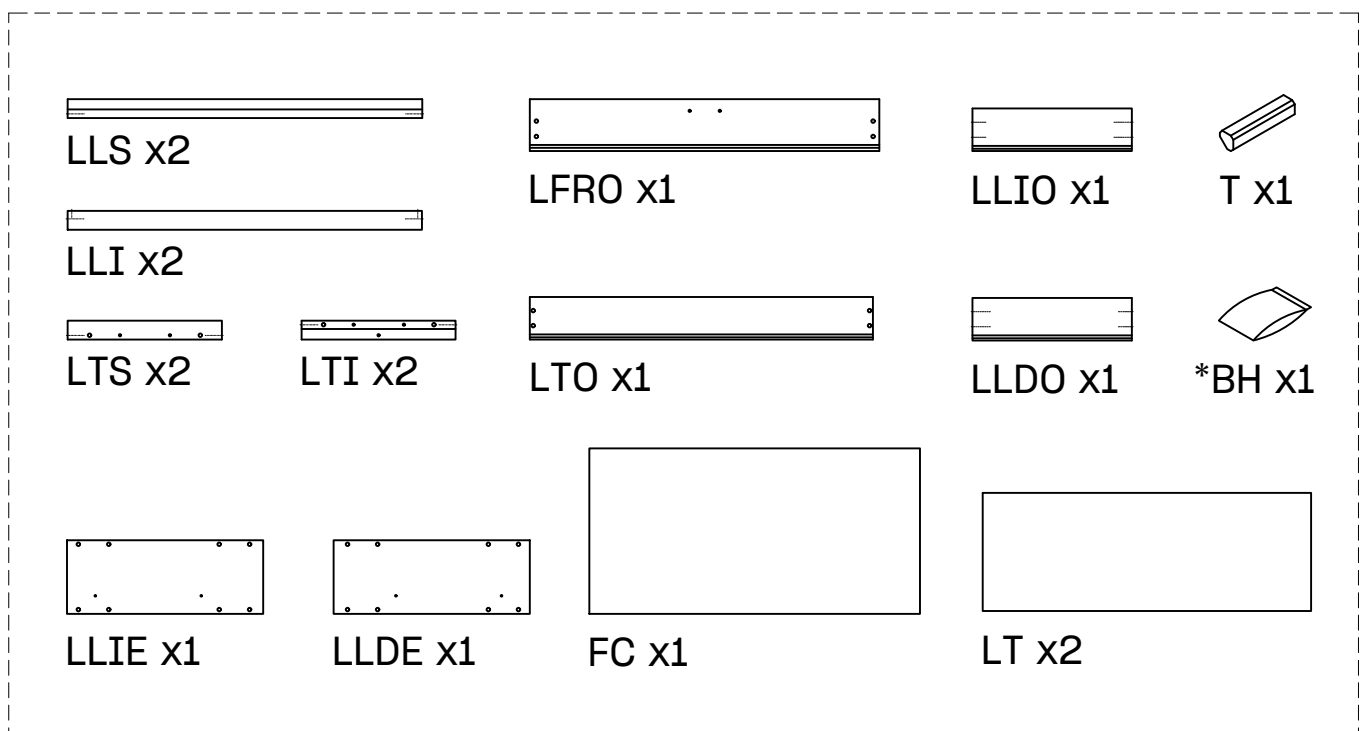 LLS x2
LFRO x1
LLIO x1
T x1
LLI x2
LTS x2
LTI x2
LTO x1
LLDO x1
*BH x1
LLIE x1
LLDE x1
FC x1
LT x2